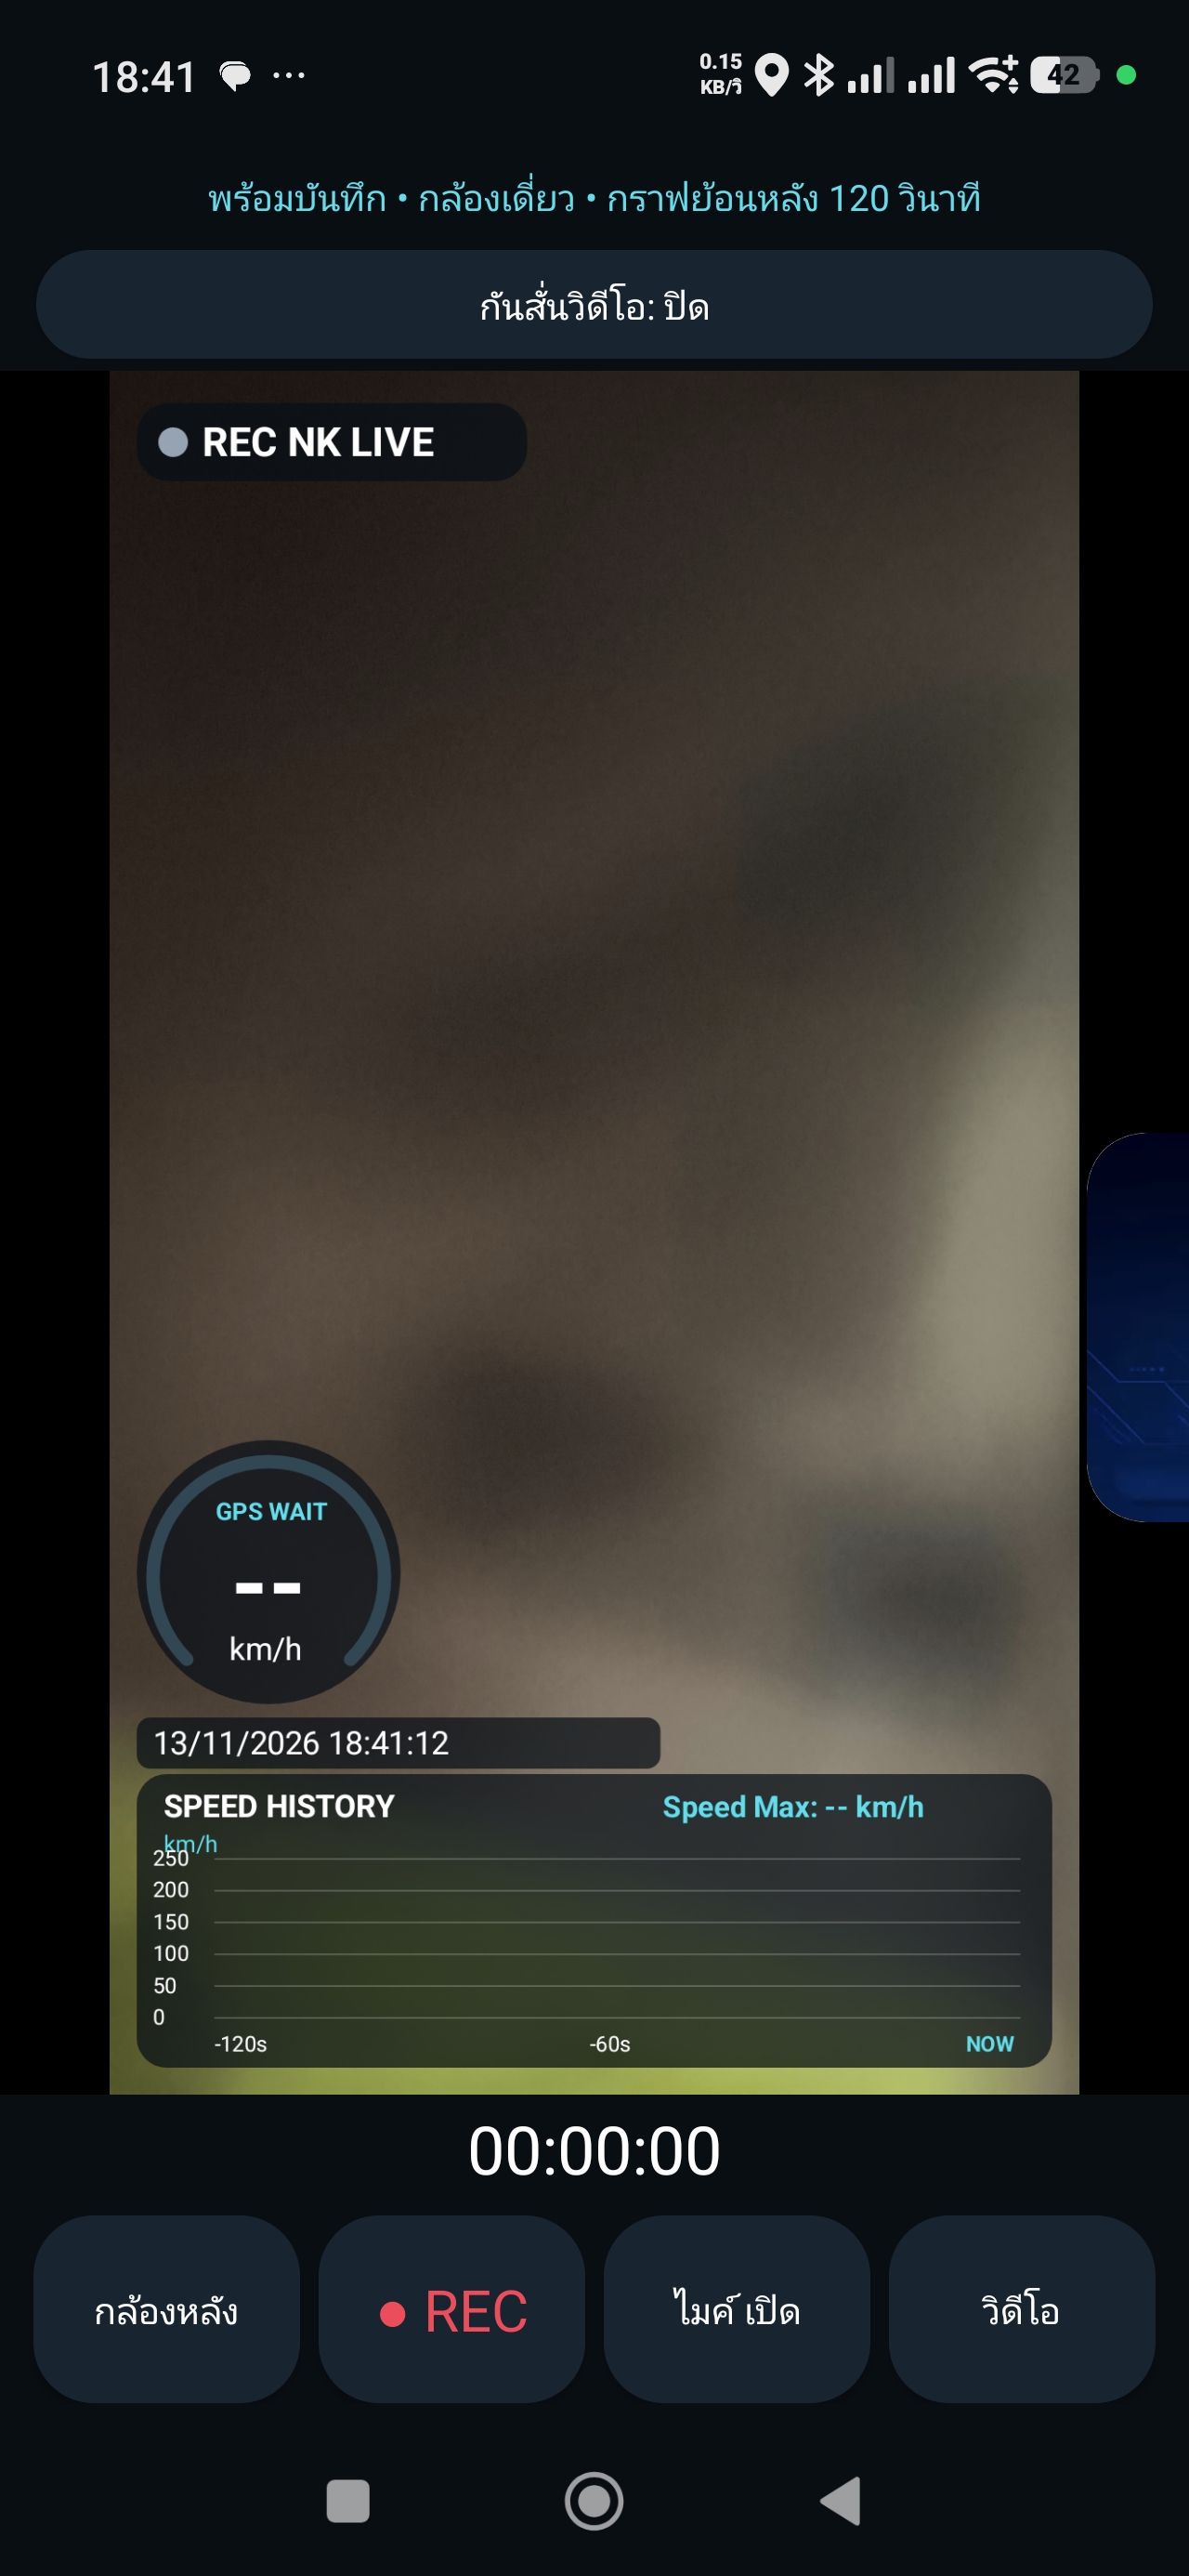 18:41 ...
0.15 KB/วิ 42
พร้อมบันทึก • กล้องเดี่ยว • กราฟย้อนหลัง 120 วินาที
กันสั่นวิดีโอ: ปิด
REC NK LIVE
GPS WAIT
--
km/h
13/11/2026 18:41:12
SPEED HISTORY Speed Max: -- km/h
km/h
250
200
150
100
50
0
-120s -60s NOW
00:00:00
กล้องหลัง ● REC ไมค์ เปิด วิดีโอ